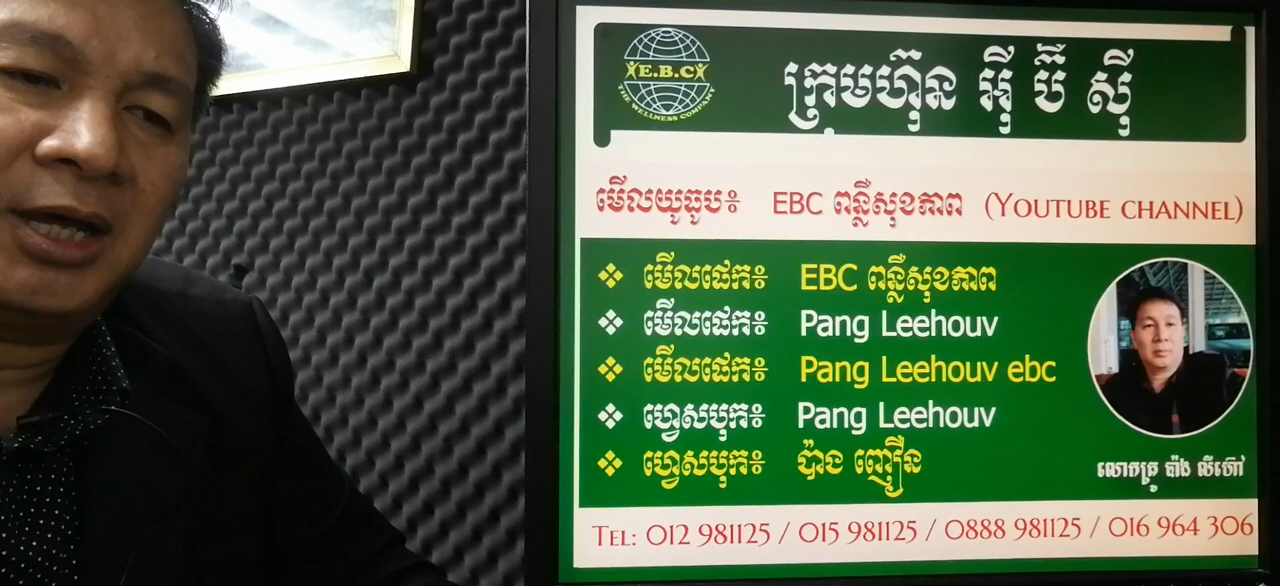 E.B.C
THE WELLNESS COMPANY
ក្រុមហ៊ុន អ៊ី ប៊ី ស៊ី
មើលយូធូប៖ EBC ពន្លឺសុខភាព (YOUTUBE CHANNEL)
❖ មើលផេក៖ EBC ពន្លឺសុខភាព
❖ មើលផេក៖ Pang Leehouv
❖ មើលផេក៖ Pang Leehouv ebc
❖ ហ្វេសបុក៖ Pang Leehouv
❖ ហ្វេសបុក៖ ប៉ាង ញឿន
លោកគ្រូ ប៉ាង លីហ៊ៅ
TEL: 012 981125 / 015 981125 / 0888 981125 / 016 964 306